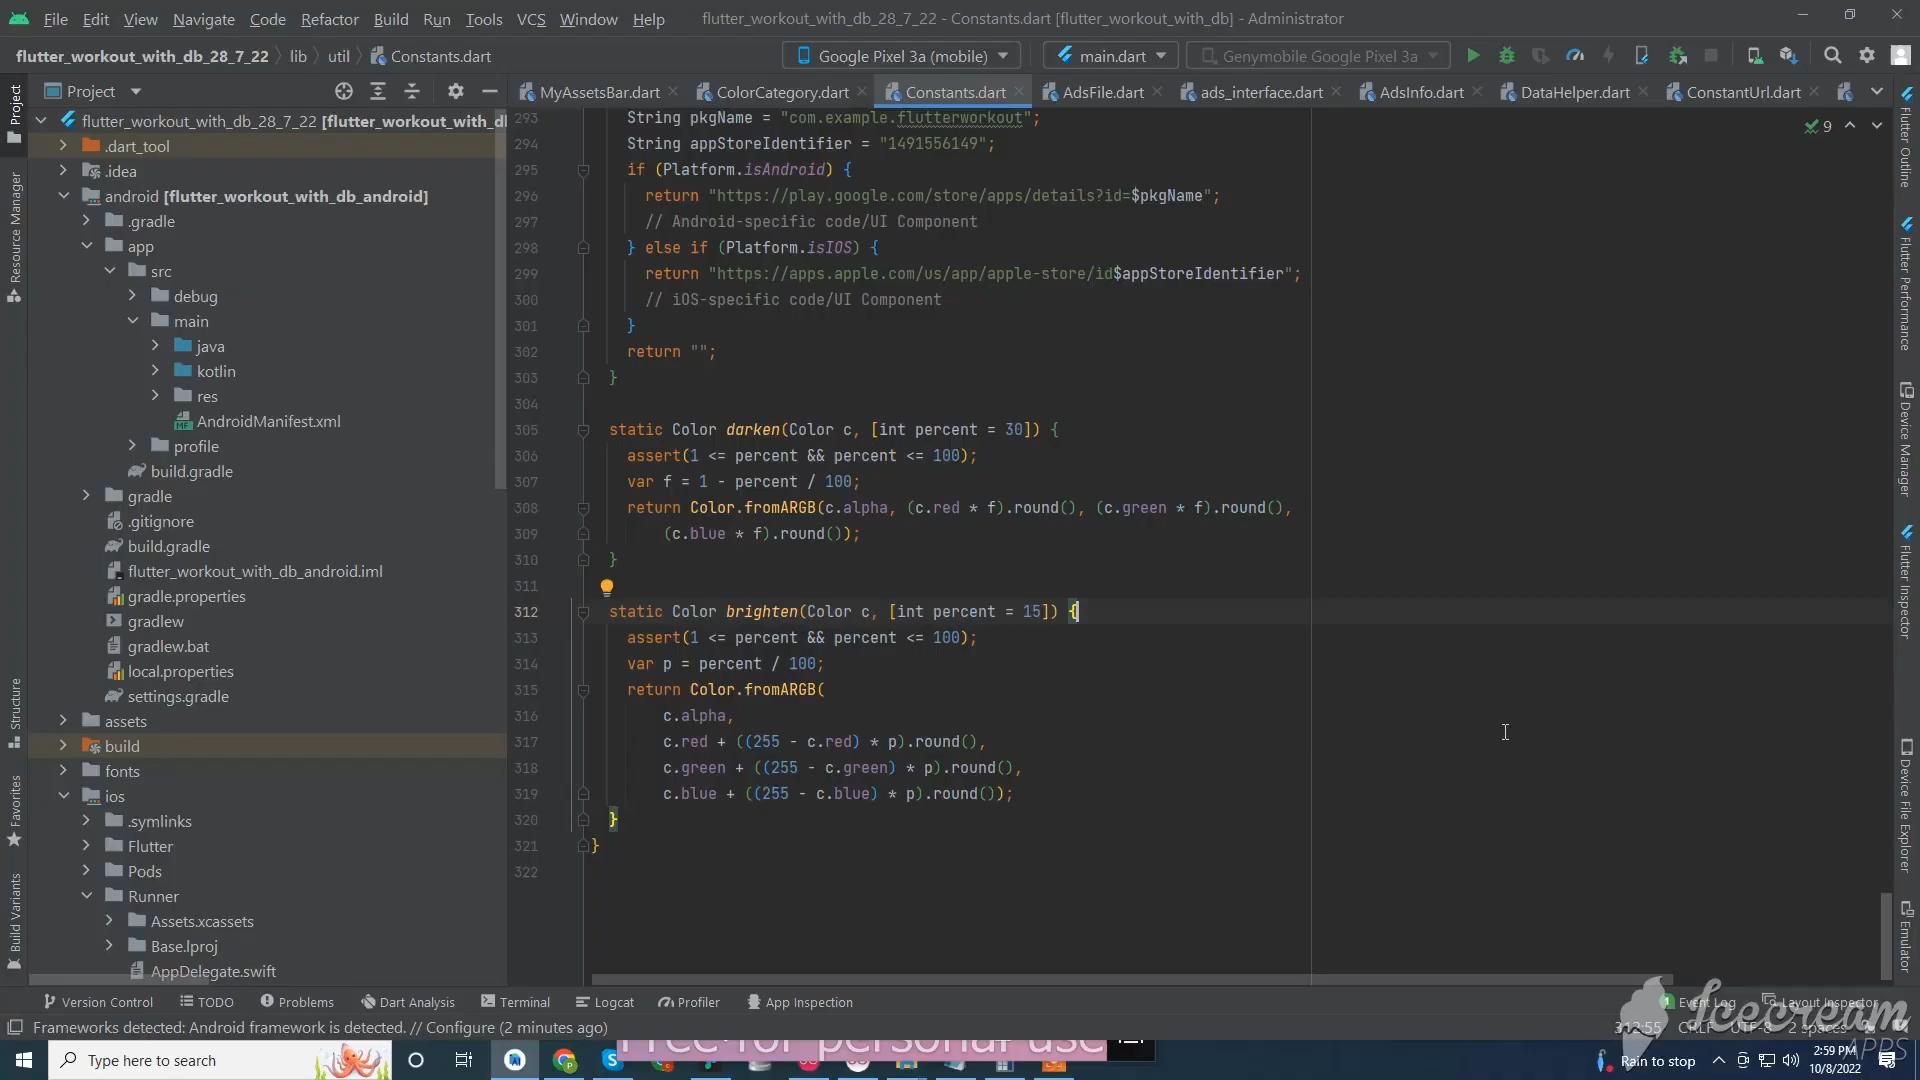 File Edit View Navigate Code Refactor Build Run Tools VCS Window Help flutter_workout_with_db_28_7_22 - Constants.dart [flutter_workout_with_db] - Administrator
flutter_workout_with_db_28_7_22 lib util Constants.dart Google Pixel 3a (mobile) main.dart Genymobile Google Pixel 3a
Project
MyAssetsBar.dart ColorCategory.dart Constants.dart AdsFile.dart ads_interface.dart AdsInfo.dart DataHelper.dart ConstantUrl.dart
Project
Resource Manager
Structure
Favorites
Build Variants
flutter_workout_with_db_28_7_22 [flutter_workout_with_d
.dart_tool
.idea
android [flutter_workout_with_db_android]
.gradle
app
src
debug
main
java
kotlin
res
AndroidManifest.xml
profile
build.gradle
gradle
.gitignore
build.gradle
flutter_workout_with_db_android.iml
gradle.properties
gradlew
gradlew.bat
local.properties
settings.gradle
assets
build
fonts
ios
.symlinks
Flutter
Pods
Runner
Assets.xcassets
Base.lproj
AppDelegate.swift
9
293 String pkgName = "com.example.flutterworkout";
294 String appStoreIdentifier = "1491556149";
295 if (Platform.isAndroid) {
296 return "https://play.google.com/store/apps/details?id=$pkgName";
297 // Android-specific code/UI Component
298 } else if (Platform.isIOS) {
299 return "https://apps.apple.com/us/app/apple-store/id$appStoreIdentifier";
300 // iOS-specific code/UI Component
301 }
302 return "";
303 }
304
305 static Color darken(Color c, [int percent = 30]) {
306 assert(1 <= percent && percent <= 100);
307 var f = 1 - percent / 100;
308 return Color.fromARGB(c.alpha, (c.red * f).round(), (c.green * f).round(),
309 (c.blue * f).round());
310 }
311
312 static Color brighten(Color c, [int percent = 15]) {
313 assert(1 <= percent && percent <= 100);
314 var p = percent / 100;
315 return Color.fromARGB(
316 c.alpha,
317 c.red + ((255 - c.red) * p).round(),
318 c.green + ((255 - c.green) * p).round(),
319 c.blue + ((255 - c.blue) * p).round());
320 }
321 }
322
Flutter Outline
Flutter Performance
Device Manager
Flutter Inspector
Device File Explorer
Emulator
Version Control TODO Problems Dart Analysis Terminal Logcat Profiler App Inspection Event Log Layout Inspector
Frameworks detected: Android framework is detected. // Configure (2 minutes ago) 312:55 CRLF UTF-8 2 spaces
Icecream
APPS
Type here to search
Free for personal use
Rain to stop
2:59 PM
10/8/2022